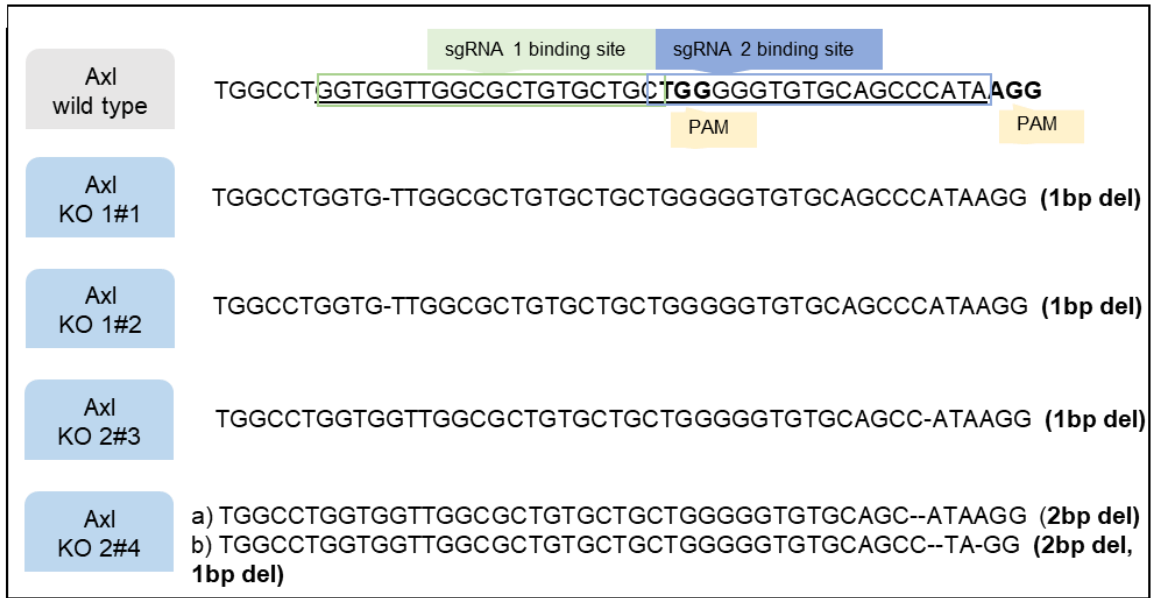 sgRNA 1 binding site
sgRNA 2 binding site
Axl
wild type
TGGCCTGGTGGTTGGCGCTGTGCTGCTGGGGGTGTGCAGCCCATAAGG
PAM
PAM
Axl
KO 1#1
TGGCCTGGTG-TTGGCGCTGTGCTGCTGGGGGTGTGCAGCCCATAAGG (1bp del)
Axl
KO 1#2
TGGCCTGGTG-TTGGCGCTGTGCTGCTGGGGGTGTGCAGCCCATAAGG (1bp del)
Axl
KO 2#3
TGGCCTGGTGGTTGGCGCTGTGCTGCTGGGGGTGTGCAGCC-ATAAGG (1bp del)
Axl
KO 2#4
a) TGGCCTGGTGGTTGGCGCTGTGCTGCTGGGGGTGTGCAGC--ATAAGG (2bp del)
b) TGGCCTGGTGGTTGGCGCTGTGCTGCTGGGGGTGTGCAGCC--TA-GG (2bp del,
1bp del)